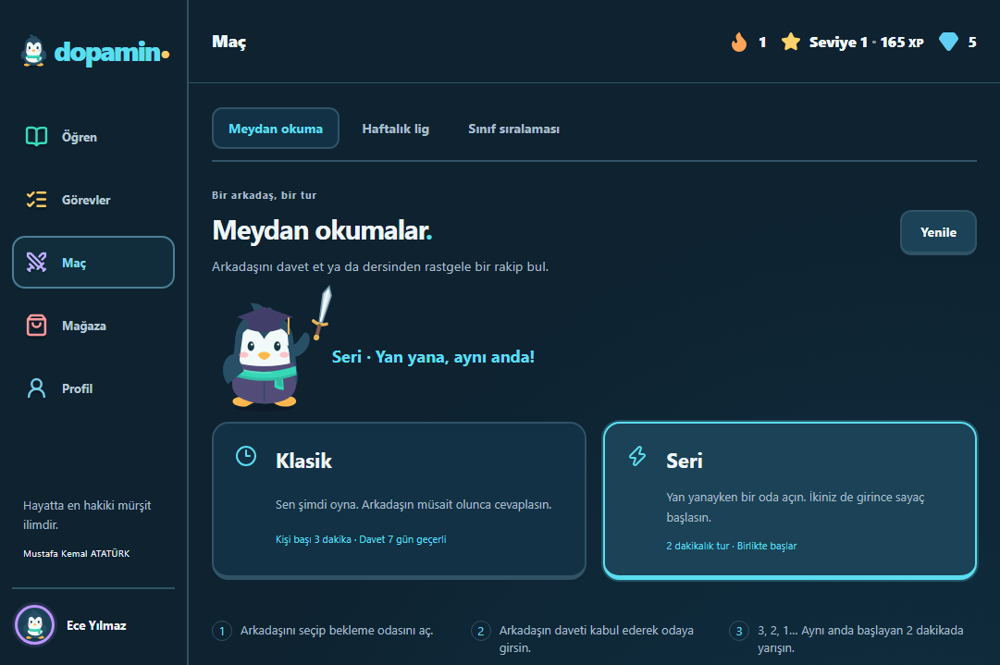 dopamin.
Maç
1
Seviye 1 · 165 XP
5
Öğren
Görevler
Maç
Mağaza
Profil
Hayatta en hakiki mürşit
ilimdir.
Mustafa Kemal ATATÜRK
Ece Yılmaz
Meydan okuma
Haftalık lig
Sınıf sıralaması
Bir arkadaş, bir tur
Meydan okumalar.
Yenile
Arkadaşını davet et ya da dersinden rastgele bir rakip bul.
Seri · Yan yana, aynı anda!
Klasik
Sen şimdi oyna. Arkadaşın müsait olunca cevaplasın.
Kişi başı 3 dakika · Davet 7 gün geçerli
Seri
Yan yanayken bir oda açın. İkiniz de girince sayaç
başlasın.
2 dakikalık tur · Birlikte başlar
1 Arkadaşını seçip bekleme odasını aç.
2 Arkadaşın daveti kabul ederek odaya
girsin.
3 3, 2, 1… Aynı anda başlayan 2 dakikada
yarışın.